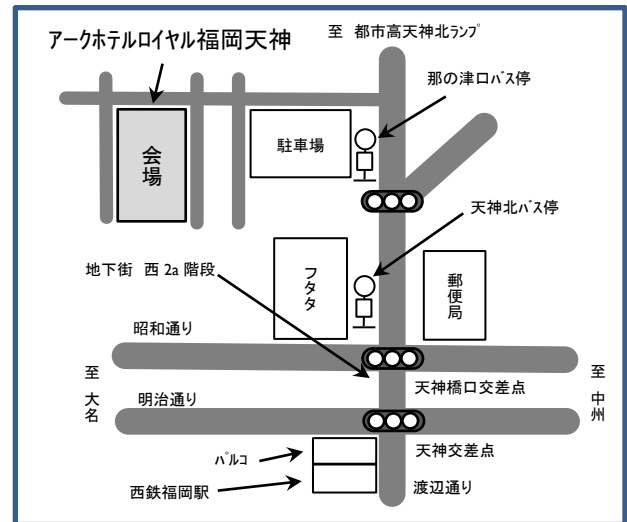 アークホテルロイヤル福岡天神
至 都市高天神北ランプ
那の津口バス停
会場
駐車場
天神北バス停
地下街 西 2a 階段
フタタ
郵便局
昭和通り
至 大名
至 中州
天神橋口交差点
明治通り
天神交差点
パルコ
西鉄福岡駅
渡辺通り